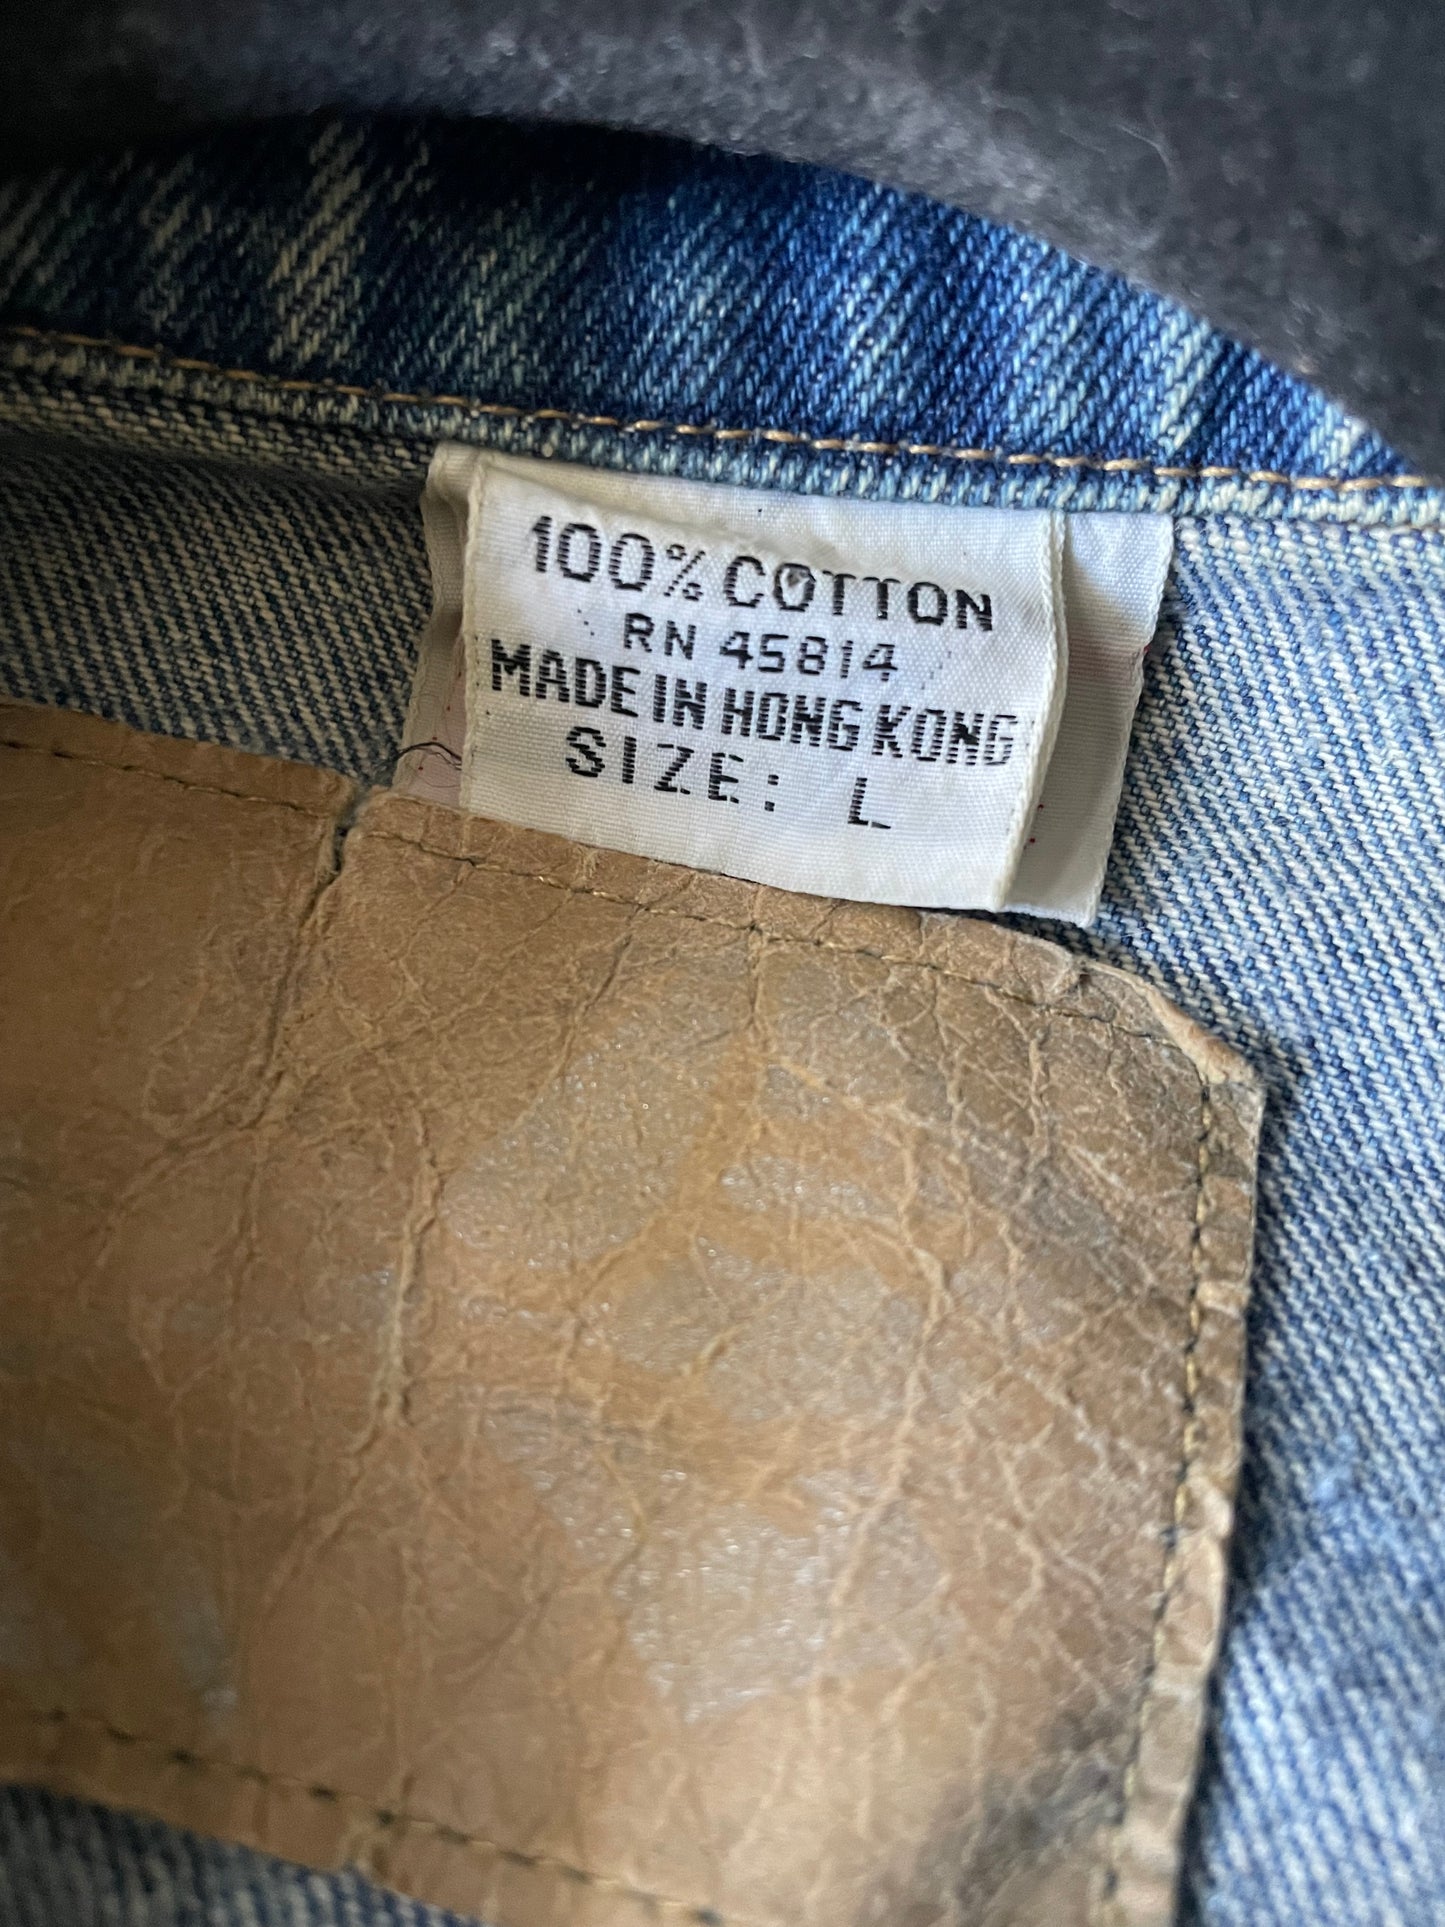 100% COTTON
RN 45814
MADE IN HONG KONG
SIZE: L